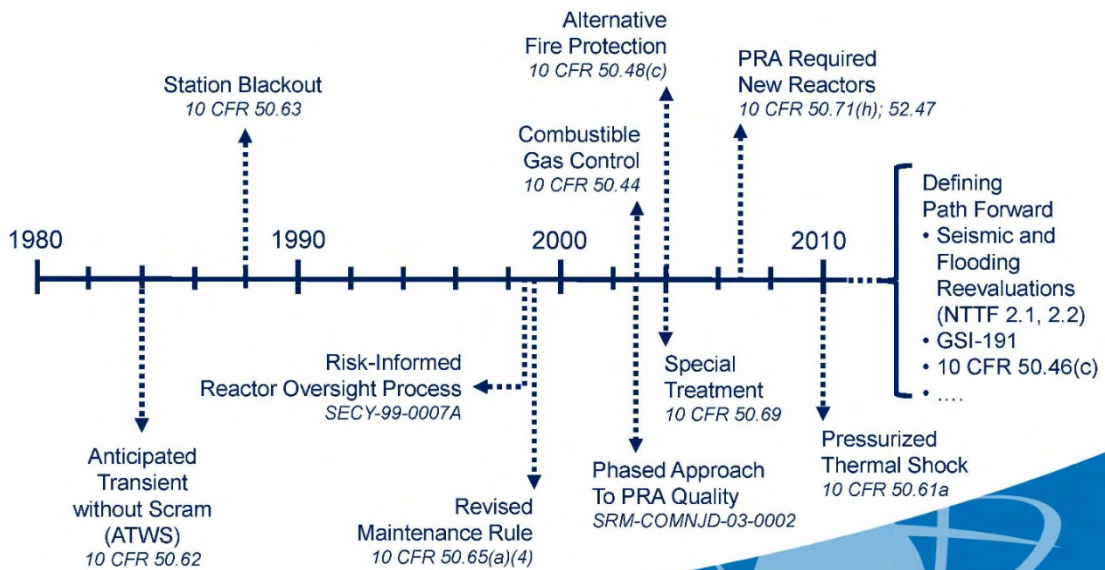 Alternative
Fire Protection
10 CFR 50.48(c)
Station Blackout
10 CFR 50.63
PRA Required
New Reactors
10 CFR 50.71(h); 52.47
Combustible
Gas Control
10 CFR 50.44
1980
1990
2000
2010
Defining
Path Forward
• Seismic and
Flooding
Reevaluations
(NTTF 2.1, 2.2)
• GSI-191
• 10 CFR 50.46(c)
• ....
Risk-Informed
Reactor Oversight Process
SECY-99-0007A
Special
Treatment
10 CFR 50.69
Anticipated
Transient
without Scram
(ATWS)
10 CFR 50.62
Revised
Maintenance Rule
10 CFR 50.65(a)(4)
Phased Approach
To PRA Quality
SRM-COMNJD-03-0002
Pressurized
Thermal Shock
10 CFR 50.61a